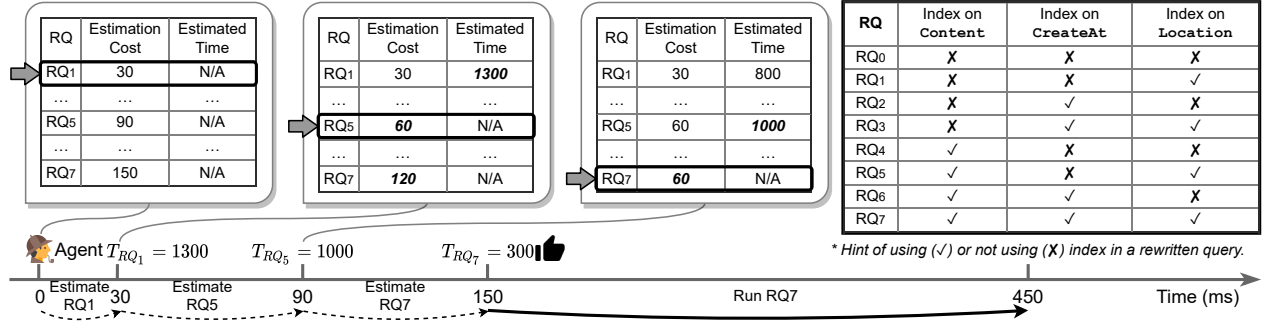 RQ Estimation Cost Estimated Time
RQ1 30 N/A
... ... ...
RQ5 90 N/A
... ... ...
RQ7 150 N/A
RQ Estimation Cost Estimated Time
RQ1 30 1300
... ... ...
RQ5 60 N/A
... ... ...
RQ7 120 N/A
RQ Estimation Cost Estimated Time
RQ1 30 800
... ... ...
RQ5 60 1000
... ... ...
RQ7 60 N/A
RQ Index on Content Index on CreateAt Index on Location
RQ0 ✗ ✗ ✗
RQ1 ✗ ✗ ✓
RQ2 ✗ ✓ ✗
RQ3 ✗ ✓ ✓
RQ4 ✓ ✗ ✗
RQ5 ✓ ✗ ✓
RQ6 ✓ ✓ ✗
RQ7 ✓ ✓ ✓
* Hint of using (✓) or not using (✗) index in a rewritten query.
Agent T_RQ1 = 1300 T_RQ5 = 1000 T_RQ7 = 300
Estimate RQ1 Estimate RQ5 Estimate RQ7 Run RQ7
0 30 90 150 450 Time (ms)